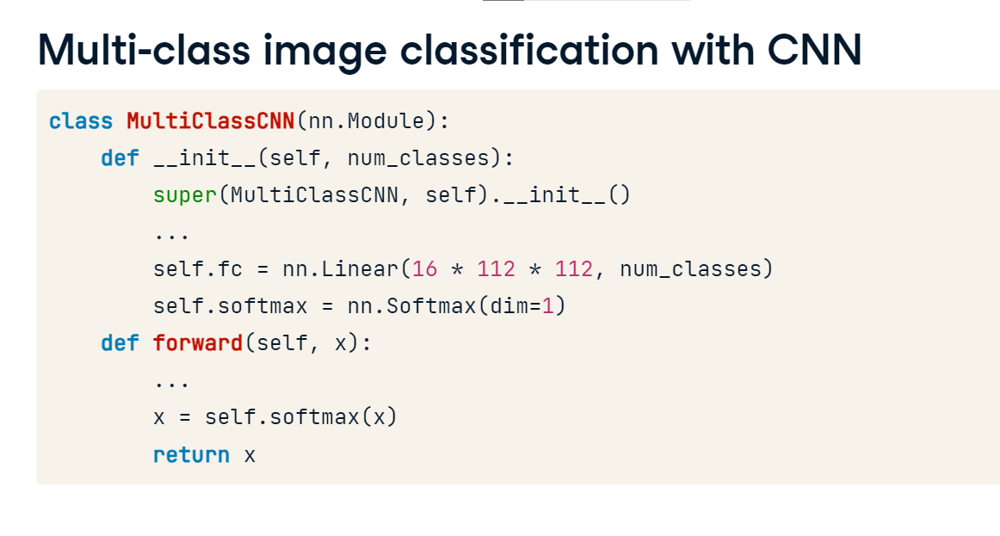 Multi-class image classification with CNN
class MultiClassCNN(nn.Module):
    def __init__(self, num_classes):
        super(MultiClassCNN, self).__init__()
        ...
        self.fc = nn.Linear(16 * 112 * 112, num_classes)
        self.softmax = nn.Softmax(dim=1)
    def forward(self, x):
        ...
        x = self.softmax(x)
        return x